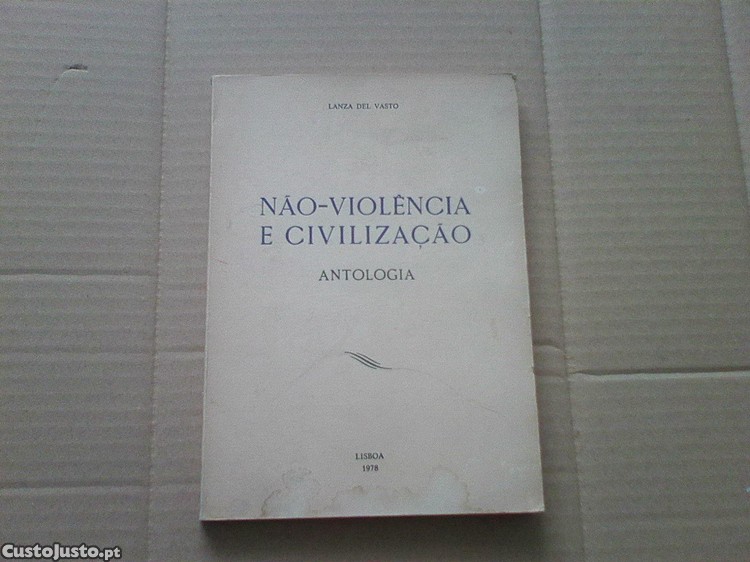 LANZA DEL VASTO
NÃO-VIOLÊNCIA
E CIVILIZAÇÃO
ANTOLOGIA
LISBOA
1978
CustoJusto.pt